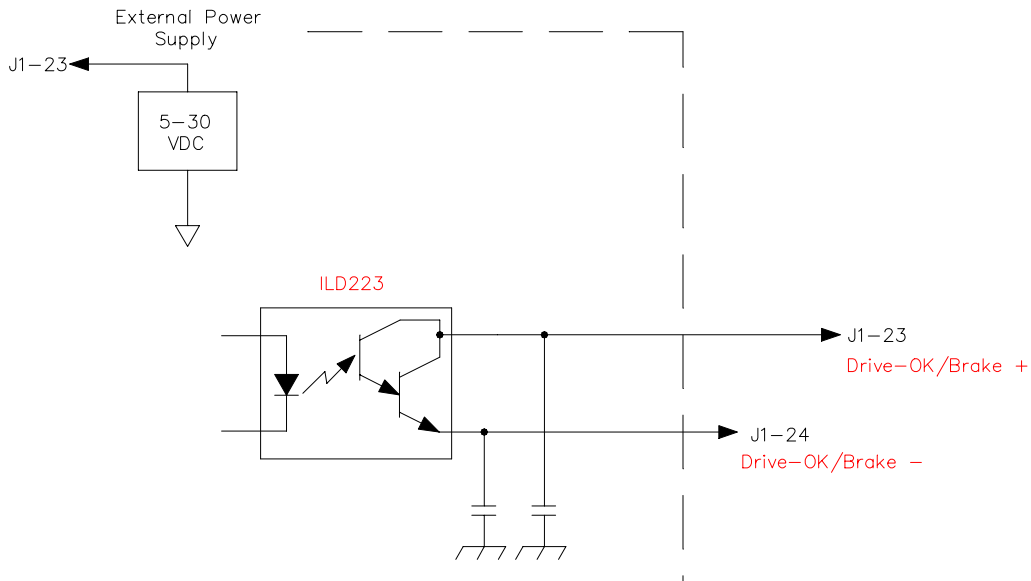 External Power
Supply
J1-23
5-30
VDC
ILD223
J1-23
Drive-OK/Brake +
J1-24
Drive-OK/Brake -